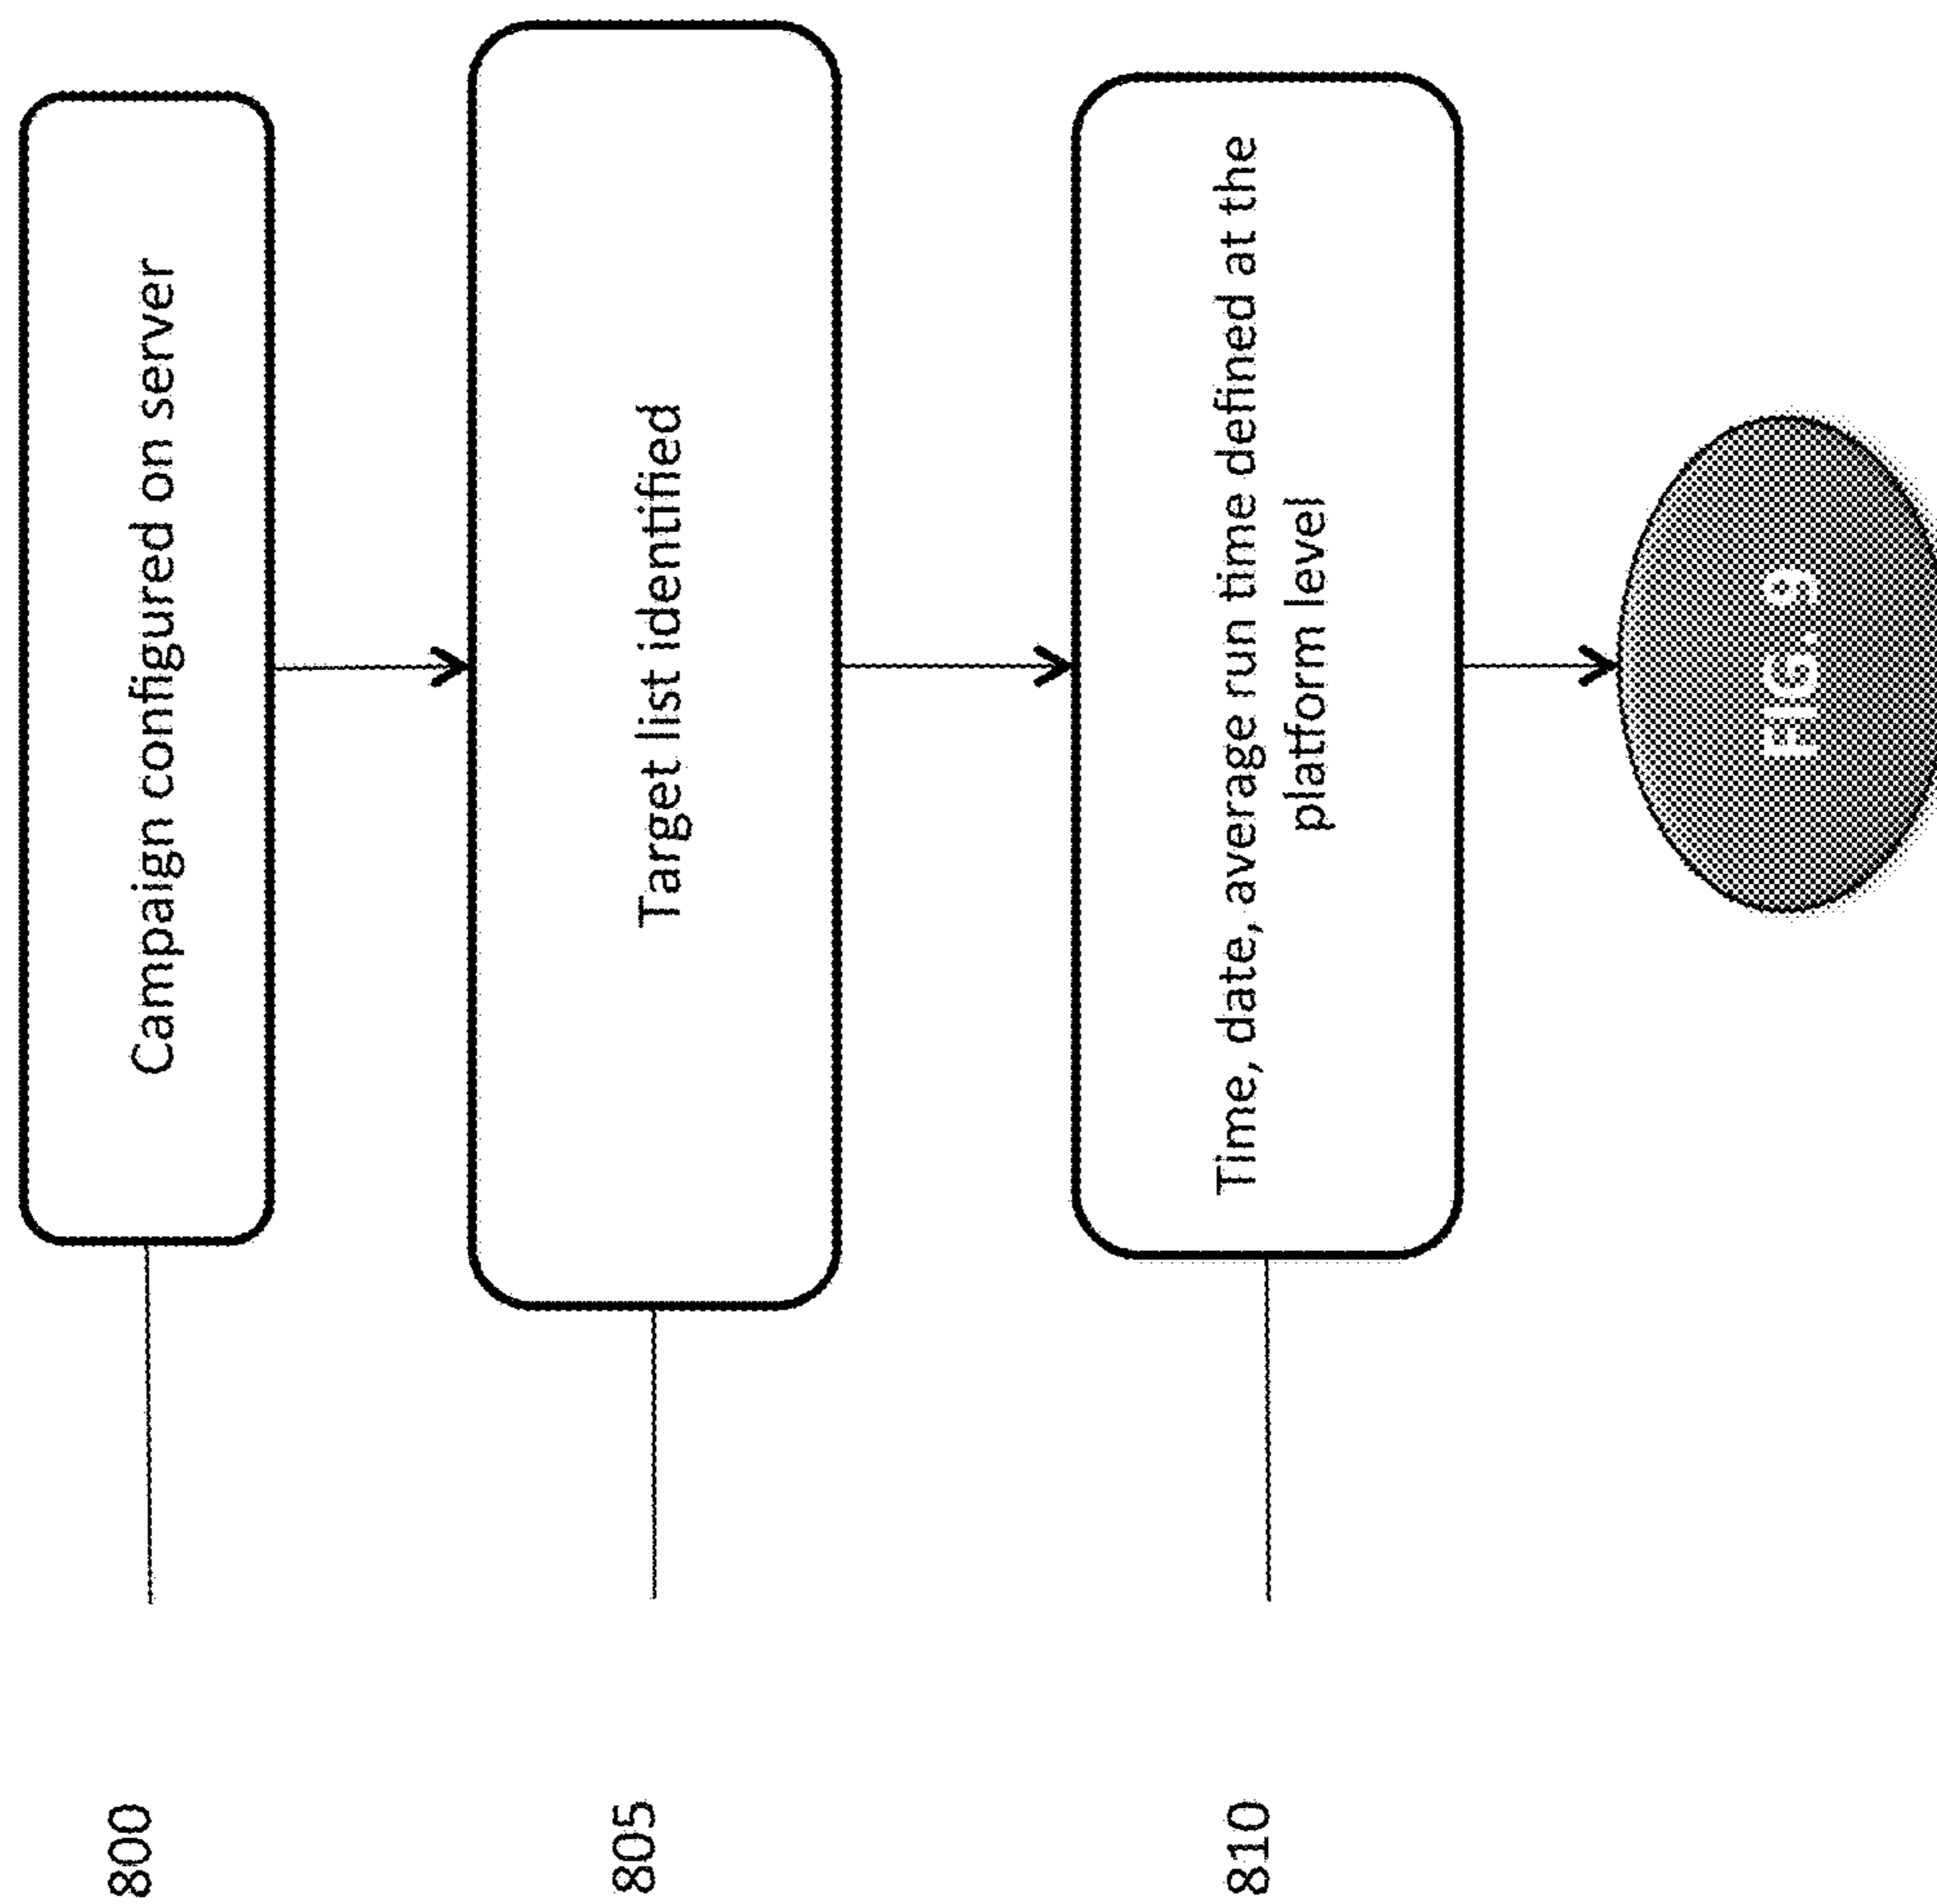 800
Campaign configured on server
805
Target list identified
810
Time, date, average run time defined at the
platform level
FIG. 9